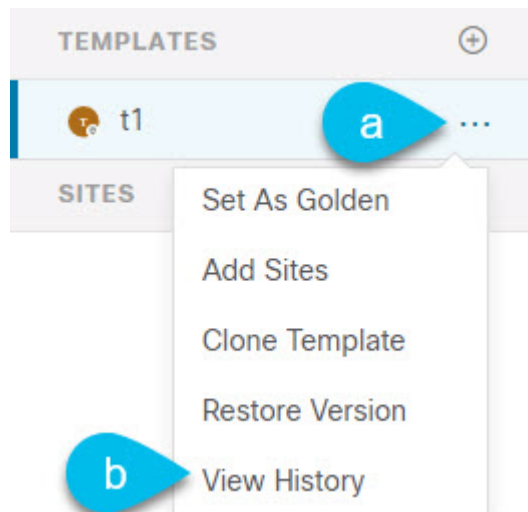 TEMPLATES
T t1 a ...
SITES
Set As Golden
Add Sites
Clone Template
Restore Version
b View History